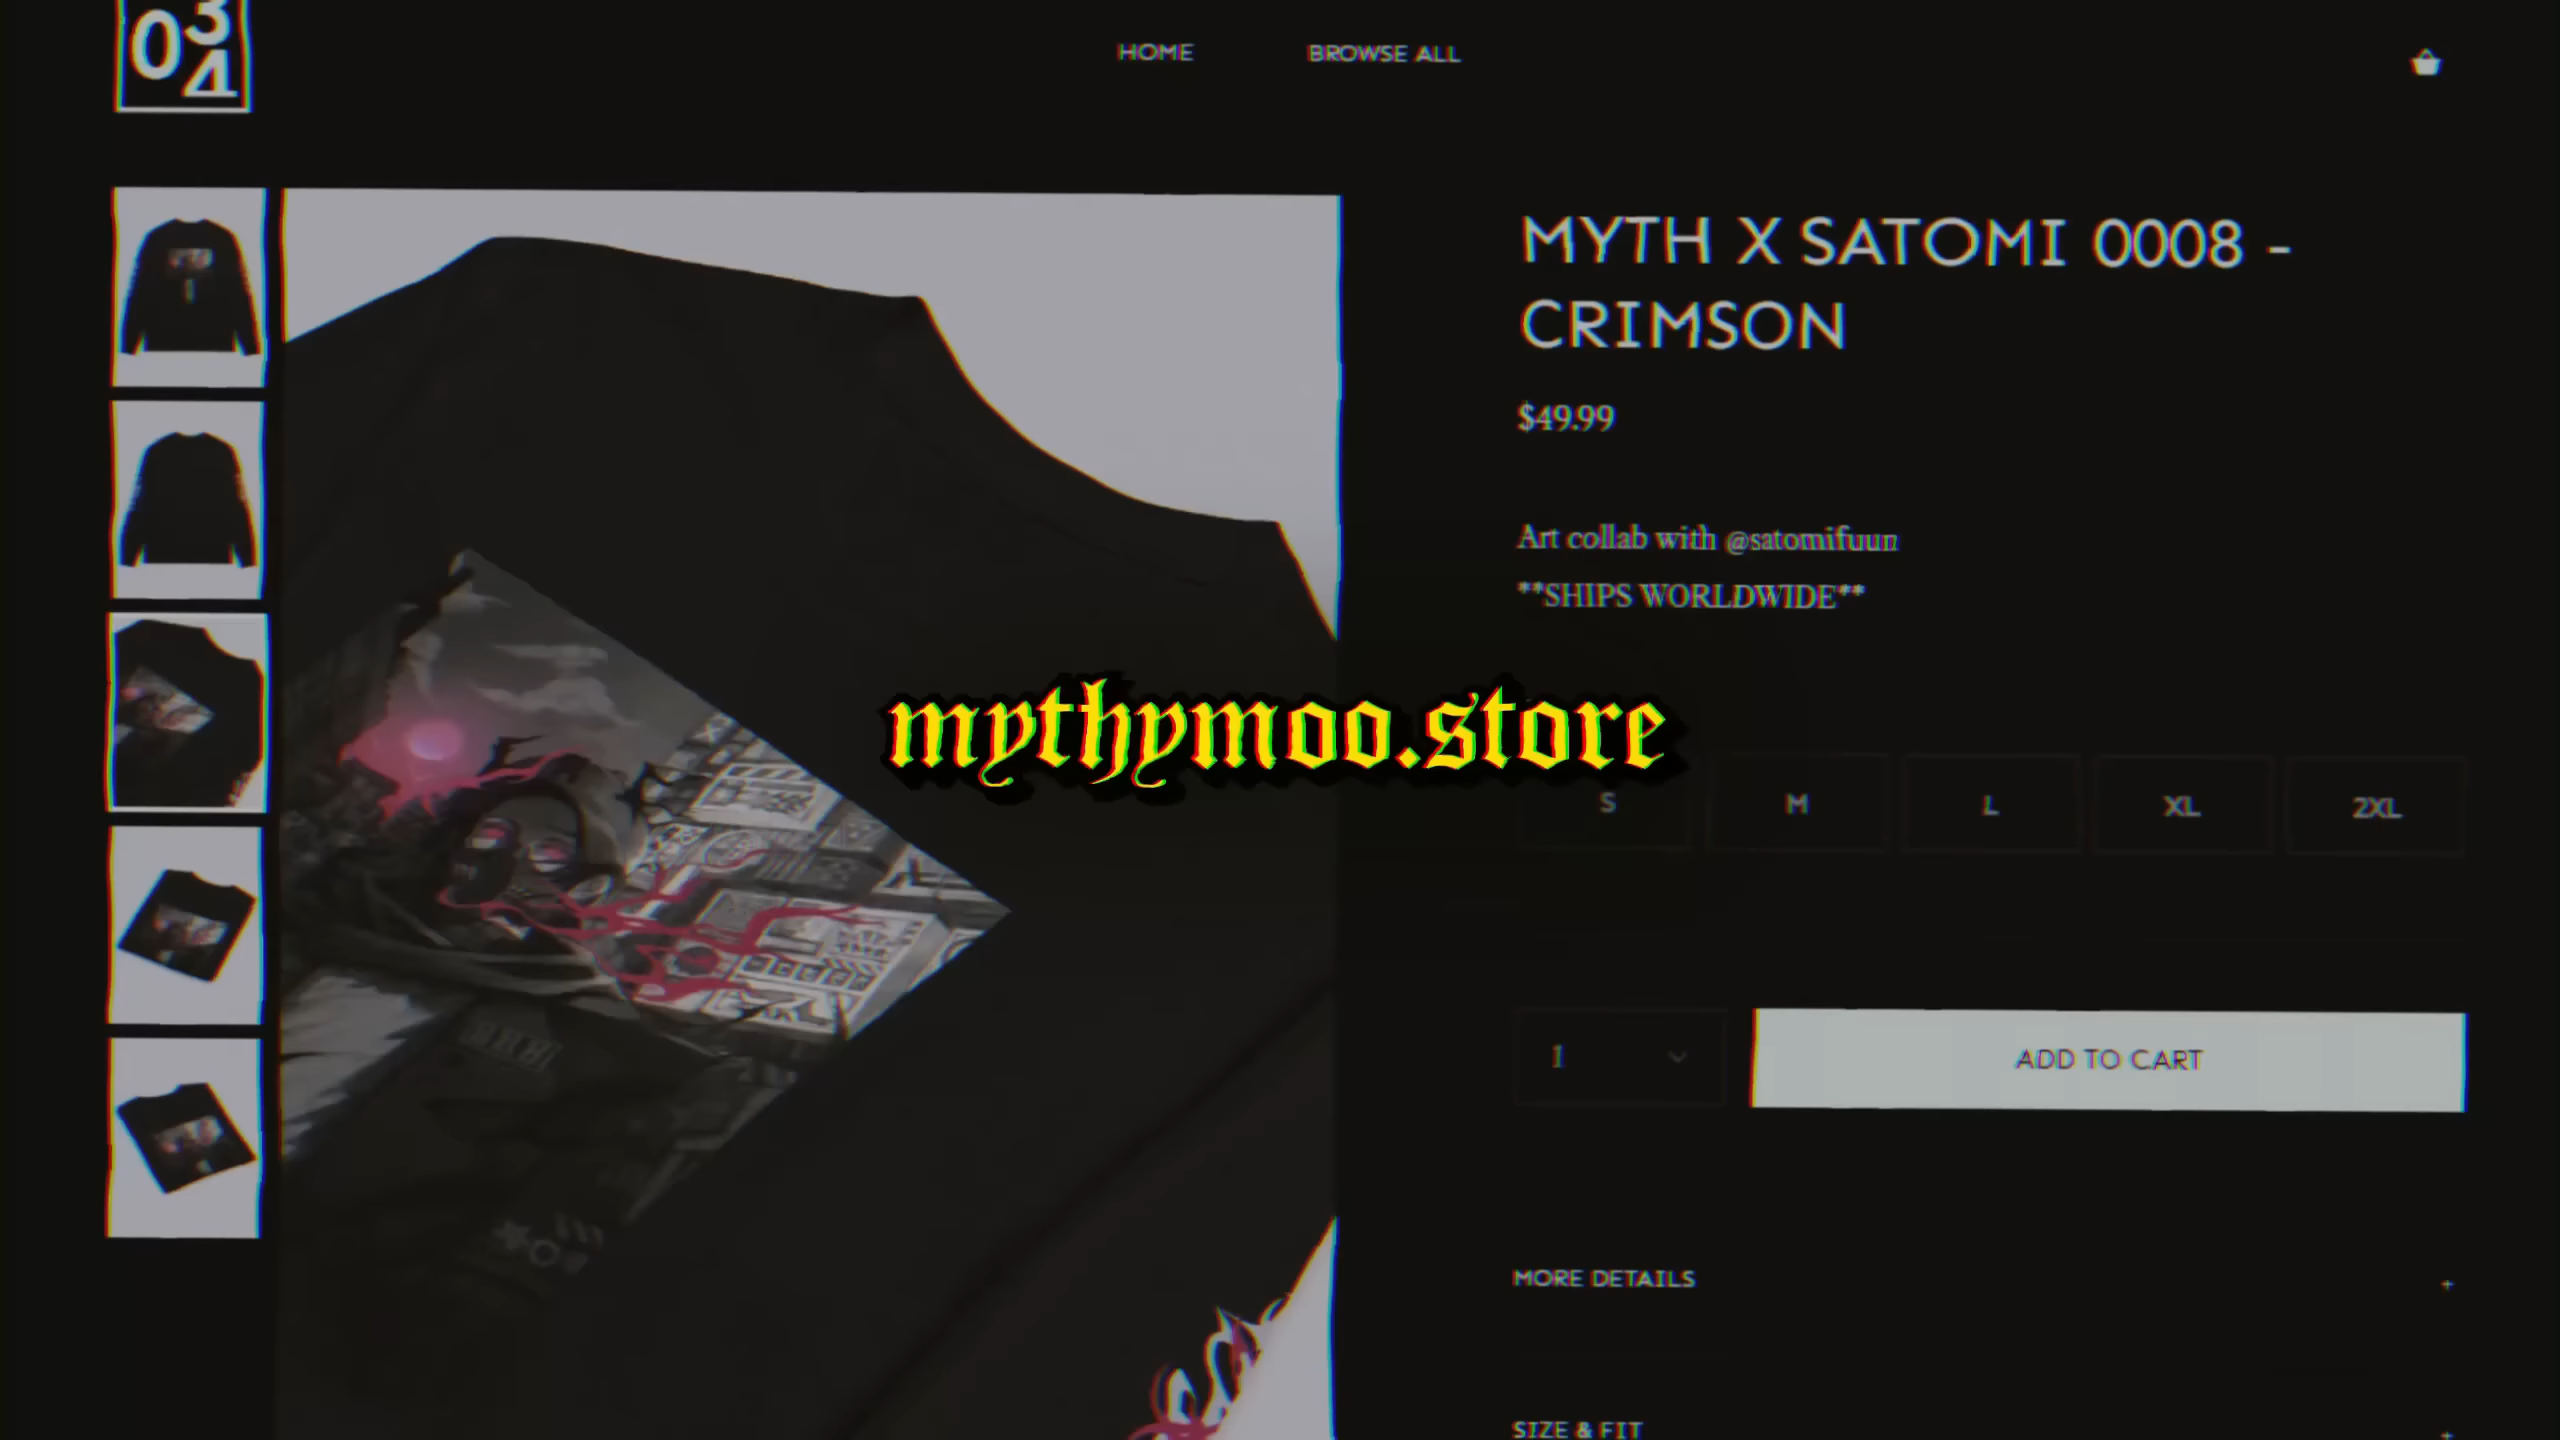 034
HOME
BROWSE ALL
MYTH X SATOMI 0008 -
CRIMSON
$49.99
Art collab with @satomifuun
**SHIPS WORLDWIDE**
mythymoo.store
S
M
L
XL
2XL
1
ADD TO CART
MORE DETAILS
+
SIZE & FIT
+